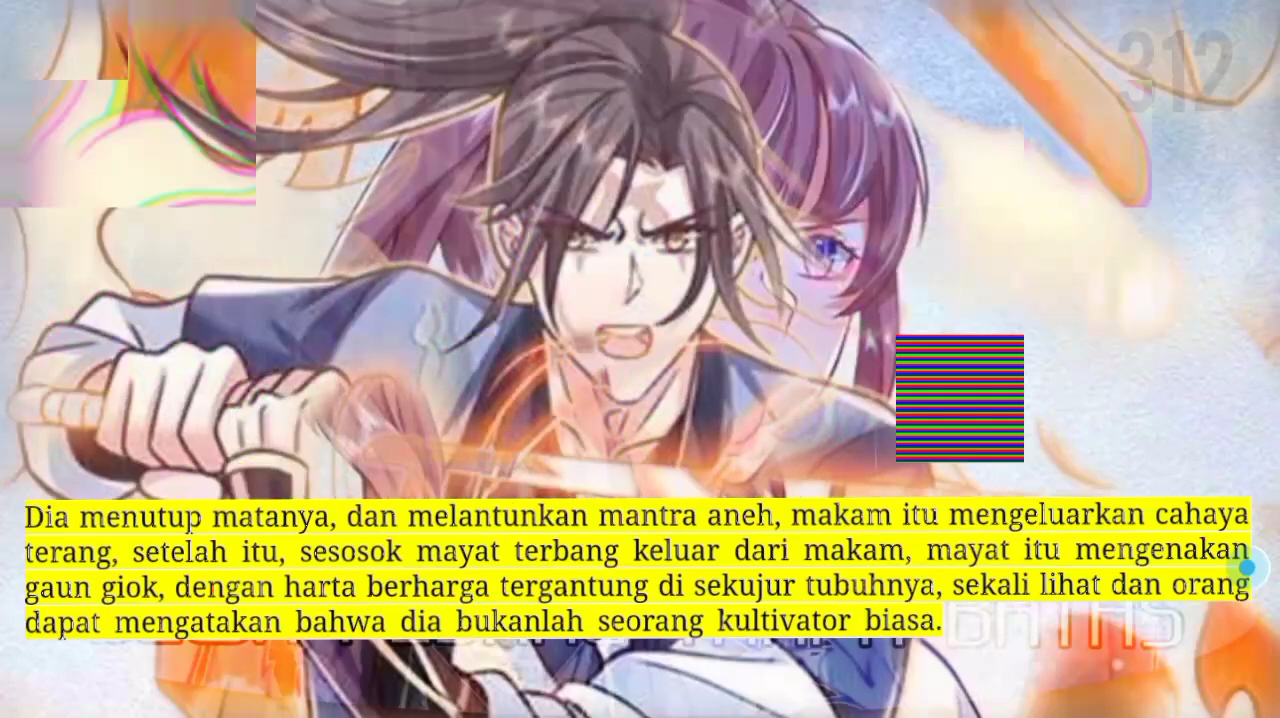 312
Dia menutup matanya, dan melantunkan mantra aneh, makam itu mengeluarkan cahaya
terang, setelah itu, sesosok mayat terbang keluar dari makam, mayat itu mengenakan
gaun giok, dengan harta berharga tergantung di sekujur tubuhnya, sekali lihat dan orang
dapat mengatakan bahwa dia bukanlah seorang kultivator biasa.